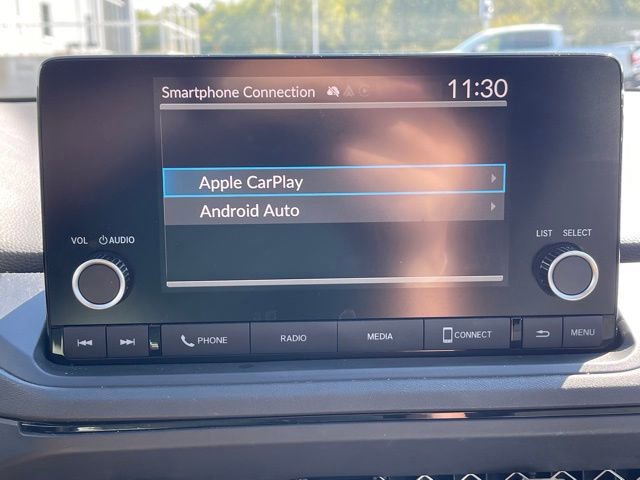 Smartphone Connection 11:30
Apple CarPlay
Android Auto
VOL AUDIO
LIST SELECT
PHONE RADIO MEDIA CONNECT MENU